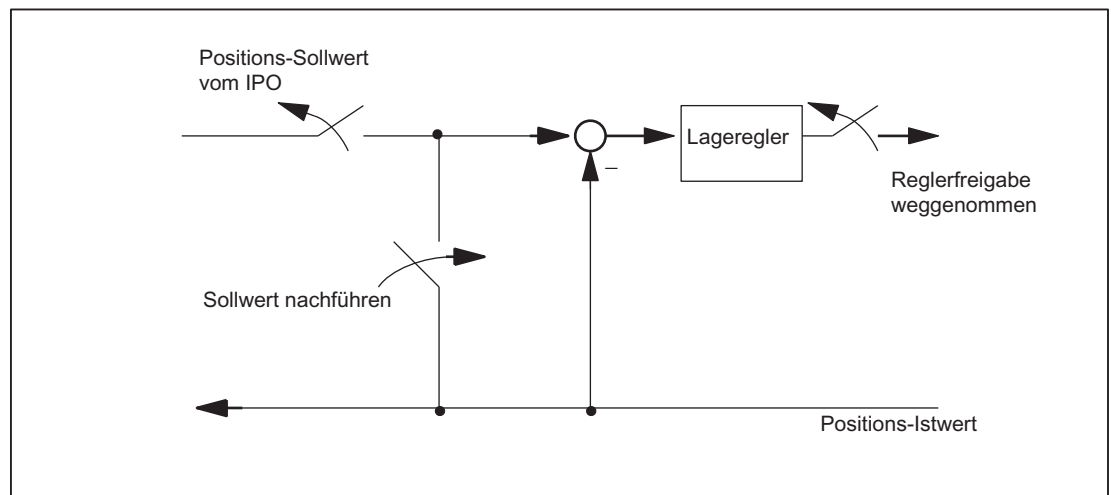 Positions-Sollwert
vom IPO
Lageregler
Reglerfreigabe
weggenommen
–
Sollwert nachführen
Positions-Istwert